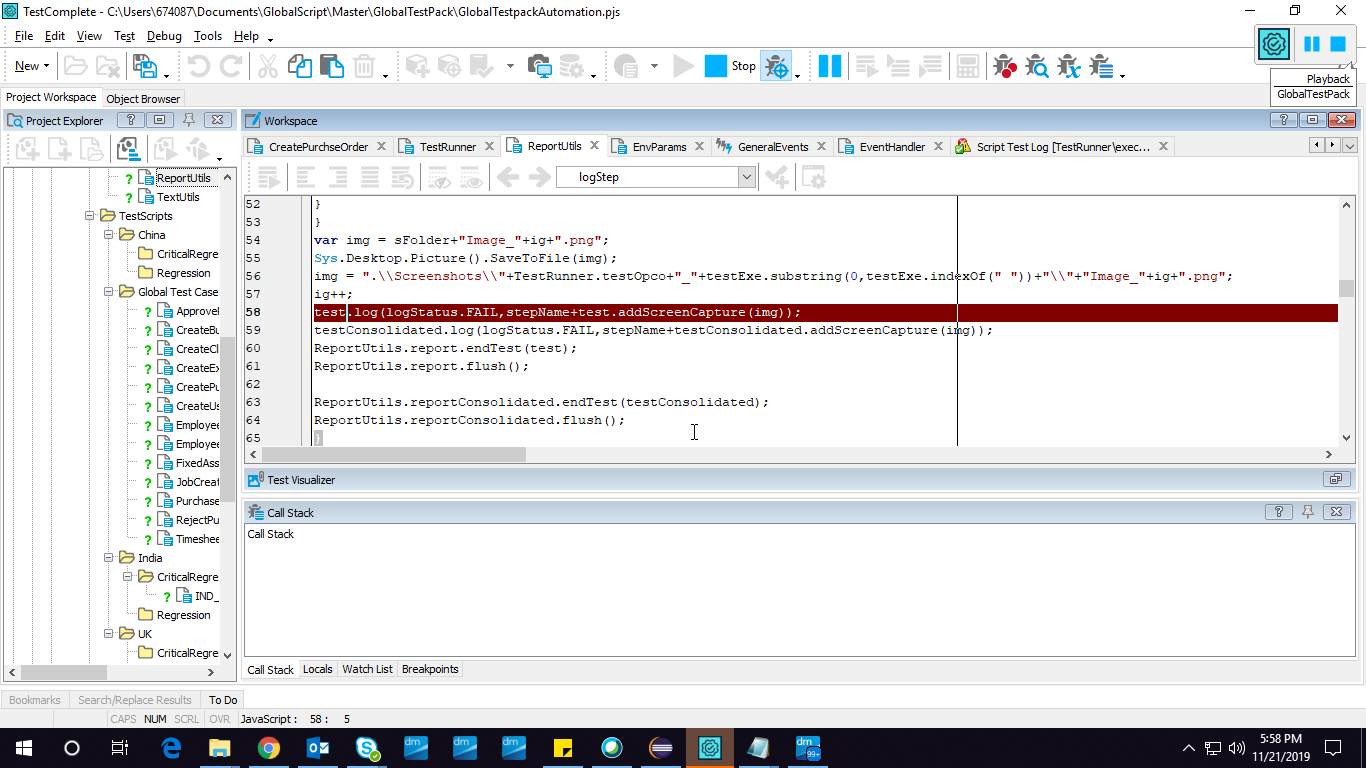 TestComplete - C:\Users\674087\Documents\GlobalScript\Master\GlobalTestPack\GlobalTestpackAutomation.pjs
File Edit View Test Debug Tools Help
New Stop
Playback
GlobalTestPack
Project Workspace Object Browser
Project Explorer
ReportUtils
TextUtils
TestScripts
China
CriticalRegre
Regression
Global Test Case
Approve
CreateB
CreateCl
CreateEx
CreatePu
CreateUs
Employee
Employee
FixedAss
JobCreat
Purchase
RejectPu
Timeshee
India
CriticalRegre
IND_
Regression
UK
CriticalRegre
Workspace
CreatePurchseOrder TestRunner ReportUtils EnvParams GeneralEvents EventHandler Script Test Log [TestRunner\exec...
logStep
52 }
53 }
54 var img = sFolder+"Image_"+ig+".png";
55 Sys.Desktop.Picture().SaveToFile(img);
56 img = ".\\Screenshots\\"+TestRunner.testOpco+"_"+testExe.substring(0,testExe.indexOf(" "))+"\\"+"Image_"+ig+".png";
57 ig++;
58 test.log(logStatus.FAIL,stepName+test.addScreenCapture(img));
59 testConsolidated.log(logStatus.FAIL,stepName+testConsolidated.addScreenCapture(img));
60 ReportUtils.report.endTest(test);
61 ReportUtils.report.flush();
62
63 ReportUtils.reportConsolidated.endTest(testConsolidated);
64 ReportUtils.reportConsolidated.flush();
65 }
Test Visualizer
Call Stack
Call Stack
Call Stack Locals Watch List Breakpoints
Bookmarks Search/Replace Results To Do
CAPS NUM SCRL OVR JavaScript : 58 : 5
dm dm dm dm 99+
5:58 PM
11/21/2019